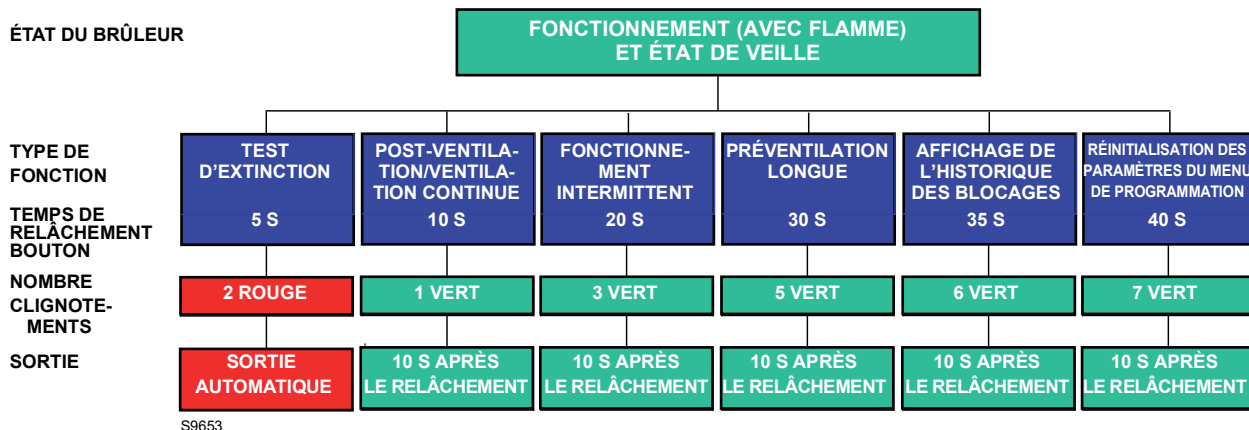 ÉTAT DU BRÛLEUR
FONCTIONNEMENT (AVEC FLAMME)
ET ÉTAT DE VEILLE
TYPE DE
FONCTION
TEST
D'EXTINCTION
POST-VENTILA-
TION/VENTILA-
TION CONTINUE
FONCTIONNE-
MENT
INTERMITTENT
PRÉVENTILATION
LONGUE
AFFICHAGE DE
L'HISTORIQUE
DES BLOCAGES
RÉINITIALISATION DES
PARAMÈTRES DU MENU
DE PROGRAMMATION
TEMPS DE
RELÂCHEMENT
BOUTON
5 S
10 S
20 S
30 S
35 S
40 S
NOMBRE
CLIGNOTE-
MENTS
2 ROUGE
1 VERT
3 VERT
5 VERT
6 VERT
7 VERT
SORTIE
SORTIE
AUTOMATIQUE
10 S APRÈS
LE RELÂCHEMENT
10 S APRÈS
LE RELÂCHEMENT
10 S APRÈS
LE RELÂCHEMENT
10 S APRÈS
LE RELÂCHEMENT
10 S APRÈS
LE RELÂCHEMENT
S9653